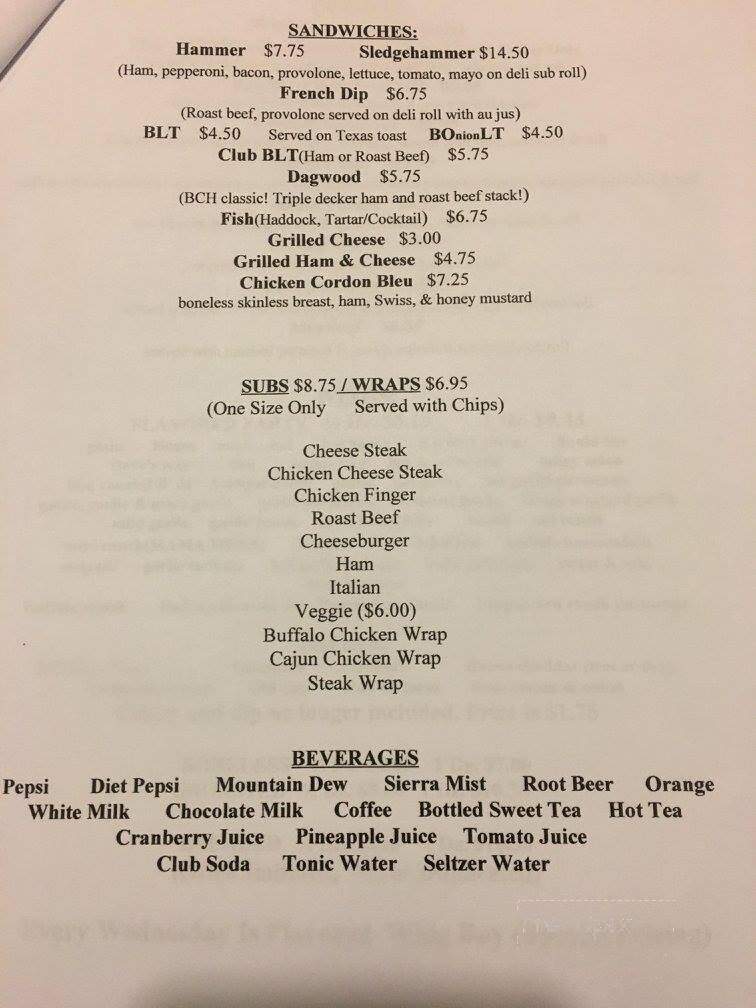 SANDWICHES:
Hammer $7.75 Sledgehammer $14.50
(Ham, pepperoni, bacon, provolone, lettuce, tomato, mayo on deli sub roll)
French Dip $6.75
(Roast beef, provolone served on deli roll with au jus)
BLT $4.50 Served on Texas toast BOnionLT $4.50
Club BLT(Ham or Roast Beef) $5.75
Dagwood $5.75
(BCH classic! Triple decker ham and roast beef stack!)
Fish(Haddock, Tartar/Cocktail) $6.75
Grilled Cheese $3.00
Grilled Ham & Cheese $4.75
Chicken Cordon Bleu $7.25
boneless skinless breast, ham, Swiss, & honey mustard
SUBS $8.75 / WRAPS $6.95
(One Size Only Served with Chips)
Cheese Steak
Chicken Cheese Steak
Chicken Finger
Roast Beef
Cheeseburger
Ham
Italian
Veggie ($6.00)
Buffalo Chicken Wrap
Cajun Chicken Wrap
Steak Wrap
BEVERAGES
Pepsi Diet Pepsi Mountain Dew Sierra Mist Root Beer Orange
White Milk Chocolate Milk Coffee Bottled Sweet Tea Hot Tea
Cranberry Juice Pineapple Juice Tomato Juice
Club Soda Tonic Water Seltzer Water